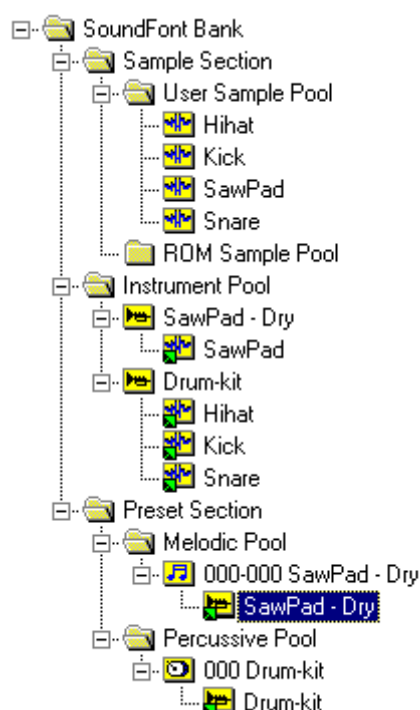 SoundFont Bank
Sample Section
User Sample Pool
Hihat
Kick
SawPad
Snare
ROM Sample Pool
Instrument Pool
SawPad - Dry
SawPad
Drum-kit
Hihat
Kick
Snare
Preset Section
Melodic Pool
000-000 SawPad - Dry
SawPad - Dry
Percussive Pool
000 Drum-kit
Drum-kit